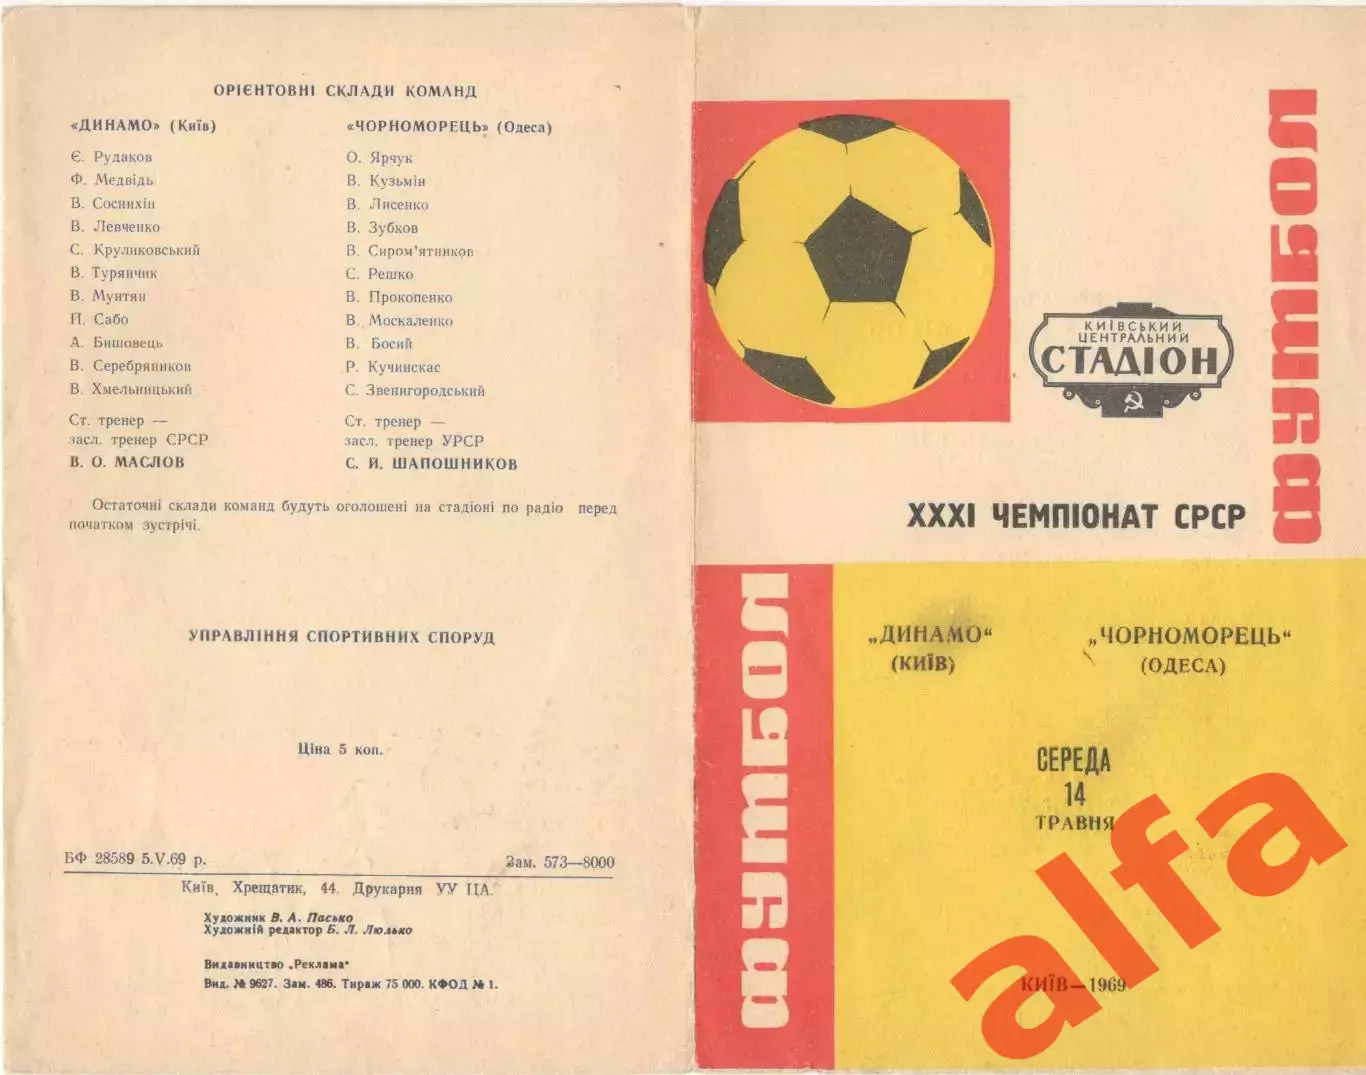 ОРІЄНТОВНІ СКЛАДИ КОМАНД
«ДИНАМО» (Київ)
Є. Рудаков
Ф. Медвідь
В. Соснихін
В. Левченко
С. Круликовський
В. Турянчик
В. Мунтян
Й. Сабо
А. Бишовець
В. Серебряников
В. Хмельницький
Ст. тренер —
засл. тренер СРСР
В. О. МАСЛОВ
«ЧОРНОМОРЕЦЬ» (Одеса)
О. Ярчук
В. Кузьмін
В. Лисенко
В. Зубков
В. Сиром'ятников
С. Решко
В. Прокопенко
В. Москаленко
В. Босий
Р. Кучинскас
С. Звенигородський
Ст. тренер —
засл. тренер УРСР
С. Й. ШАПОШНИКОВ
Остаточні склади команд будуть оголошені на стадіоні по радіо перед
початком зустрічі.
УПРАВЛІННЯ СПОРТИВНИХ СПОРУД
Ціна 5 коп.
БФ 28589 5.V.69 р. Зам. 573—8000
Київ, Хрещатик, 44. Друкарня УУ ЦА.
Художник В. А. Пасько
Художній редактор Б. Л. Люлько
Видавництво „Реклама"
Вид. № 9627. Зам. 486. Тираж 75 000. КФОД № 1.
ФУТБОЛ
КИЇВСЬКИЙ
ЦЕНТРАЛЬНИЙ
СТАДІОН
XXXI ЧЕМПІОНАТ СРСР
ФУТБОЛ
„ДИНАМО"
(КИЇВ)
„ЧОРНОМОРЕЦЬ"
(ОДЕСА)
СЕРЕДА
14
ТРАВНЯ
КИЇВ—1969
alfa